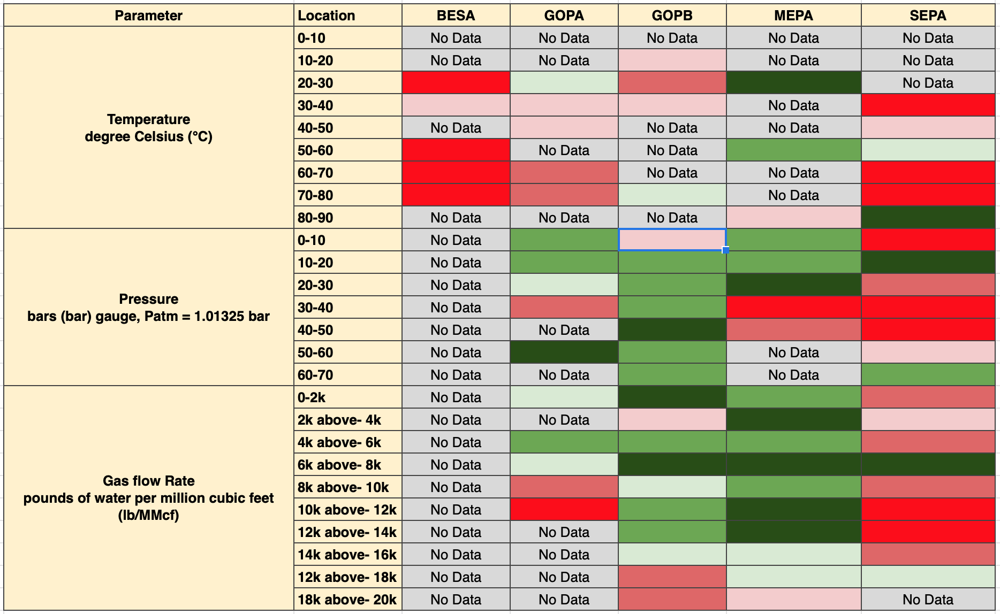 Parameter Location BESA GOPA GOPB MEPA SEPA
Temperature
degree Celsius (°C)
0-10 No Data No Data No Data No Data No Data
10-20 No Data No Data No Data No Data
20-30 No Data
30-40 No Data
40-50 No Data No Data No Data
50-60 No Data No Data
60-70 No Data No Data
70-80 No Data
80-90 No Data No Data No Data
Pressure
bars (bar) gauge, Patm = 1.01325 bar
0-10 No Data
10-20 No Data
20-30 No Data
30-40 No Data
40-50 No Data No Data
50-60 No Data No Data
60-70 No Data No Data No Data
Gas flow Rate
pounds of water per million cubic feet
(lb/MMcf)
0-2k No Data
2k above- 4k No Data No Data
4k above- 6k No Data
6k above- 8k No Data
8k above- 10k No Data
10k above- 12k No Data
12k above- 14k No Data No Data
14k above- 16k No Data No Data
12k above- 18k No Data No Data
18k above- 20k No Data No Data No Data